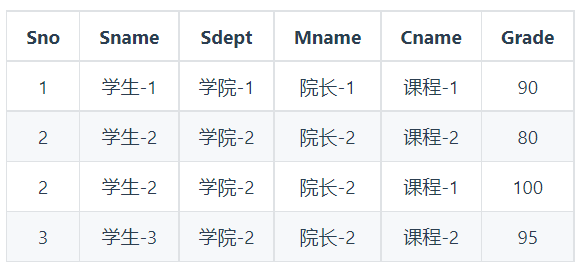 Sno Sname Sdept Mname Cname Grade
1 学生-1 学院-1 院长-1 课程-1 90
2 学生-2 学院-2 院长-2 课程-2 80
2 学生-2 学院-2 院长-2 课程-1 100
3 学生-3 学院-2 院长-2 课程-2 95